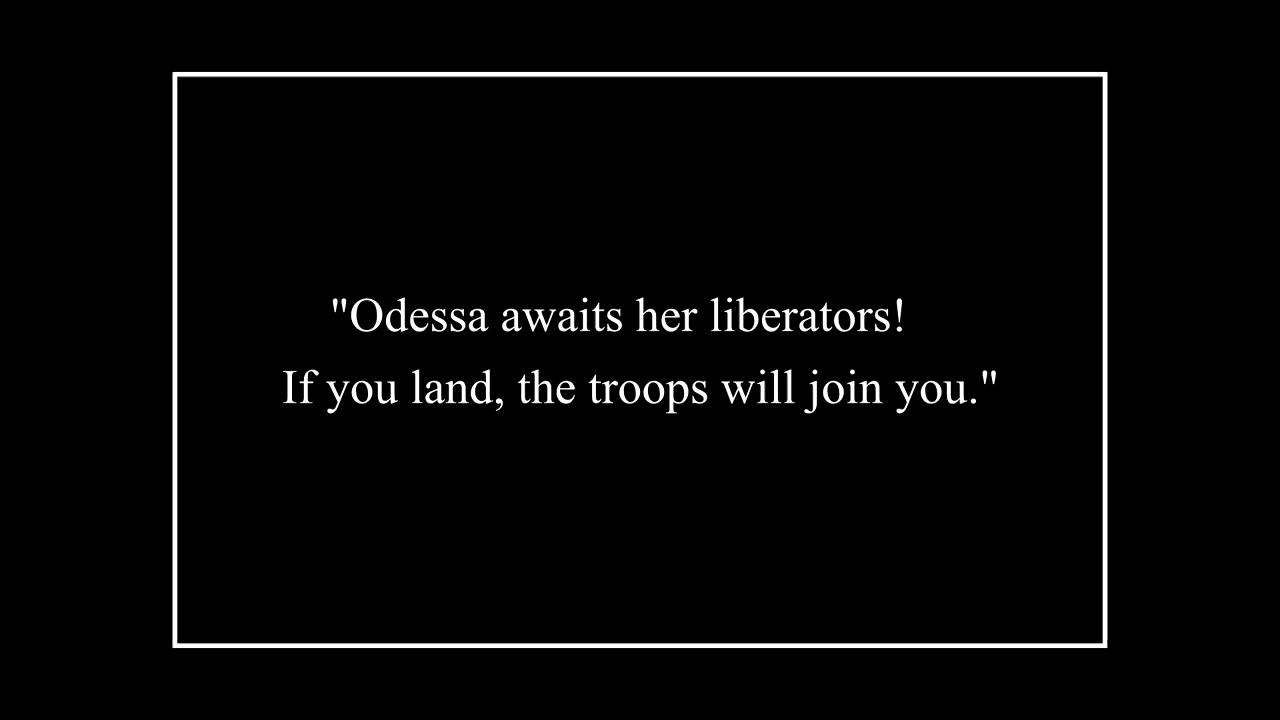 "Odessa awaits her liberators!
If you land, the troops will join you."